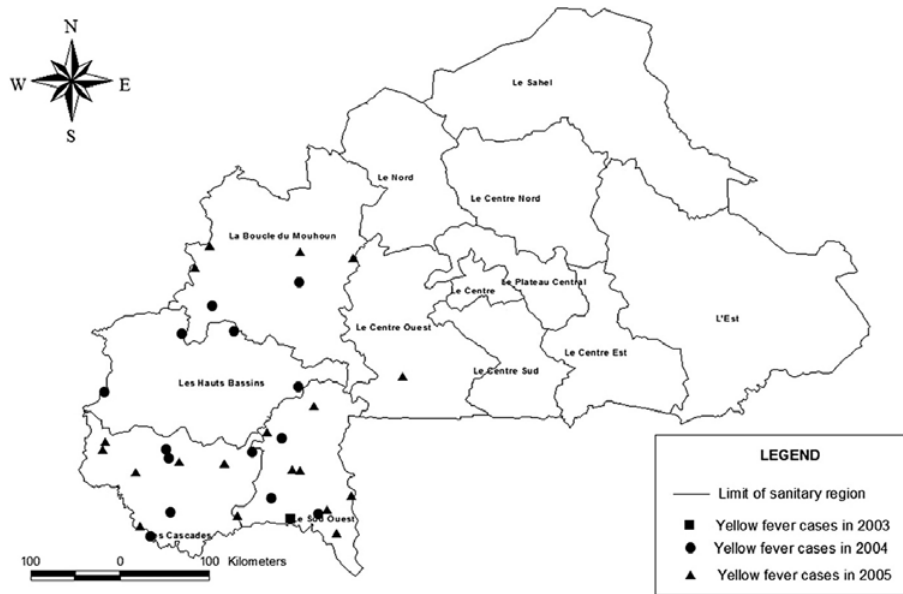 N
W E
S
Le Sahel
Le Nord
Le Centre Nord
La Boucle du Mouhoun
Le Centre
Le Plateau Central
L'Est
Le Centre Ouest
Le Centre Est
Le Centre Sud
Les Hauts Bassins
Le Sud Ouest
Les Cascades
100 0 100 Kilometers
LEGEND
Limit of sanitary region
Yellow fever cases in 2003
Yellow fever cases in 2004
Yellow fever cases in 2005